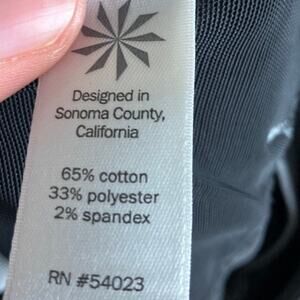 Designed in
Sonoma County,
California
65% cotton
33% polyester
2% spandex
RN #54023